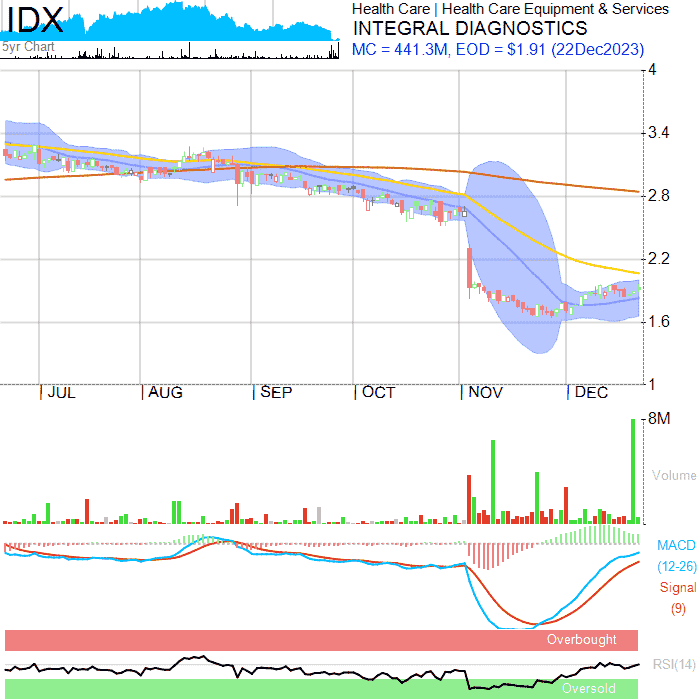 IDX
5yr Chart
Health Care | Health Care Equipment & Services
INTEGRAL DIAGNOSTICS
MC = 441.3M, EOD = $1.91 (22Dec2023)
4
3.4
2.8
2.2
1.6
1
JUL AUG SEP OCT NOV DEC
8M
Volume
MACD
(12-26)
Signal
(9)
Overbought
RSI(14)
Oversold